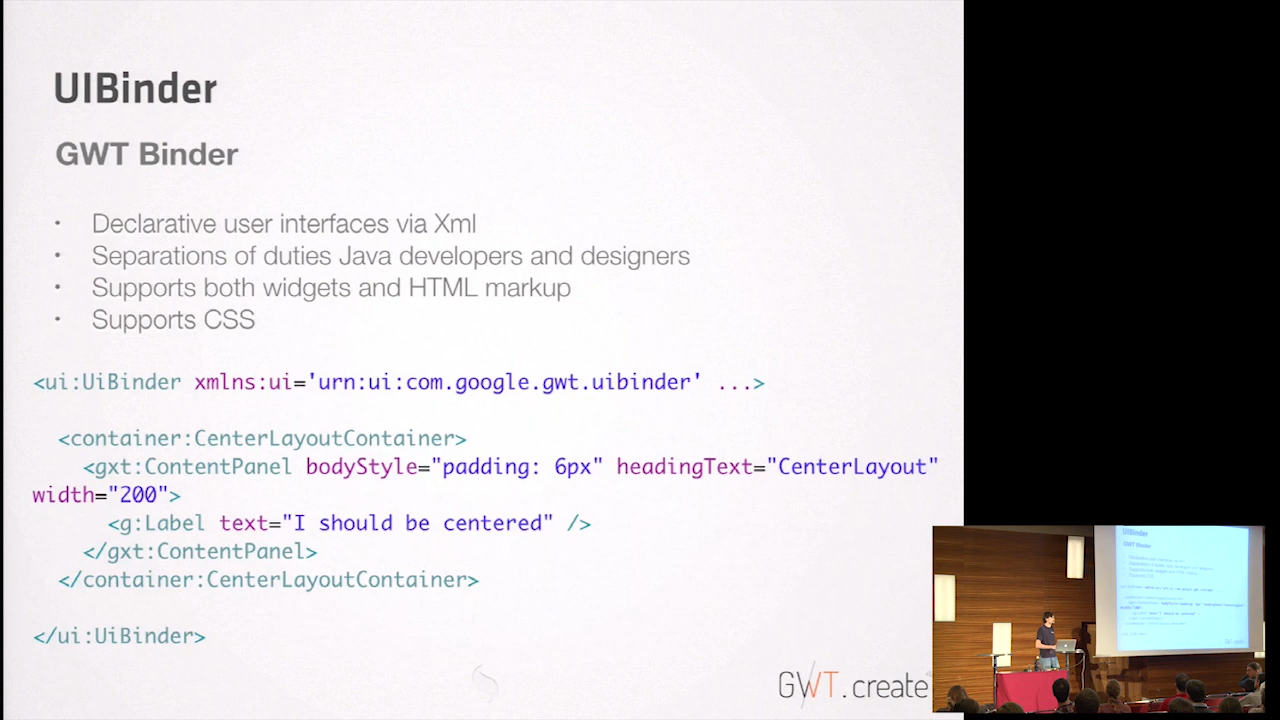 UIBinder
GWT Binder
• Declarative user interfaces via Xml
• Separations of duties Java developers and designers
• Supports both widgets and HTML markup
• Supports CSS
<ui:UiBinder xmlns:ui='urn:ui:com.google.gwt.uibinder' ...>
<container:CenterLayoutContainer>
<gxt:ContentPanel bodyStyle="padding: 6px" headingText="CenterLayout"
width="200">
<g:Label text="I should be centered" />
</gxt:ContentPanel>
</container:CenterLayoutContainer>
</ui:UiBinder>
GWT.create
UIBinder
GWT Binder